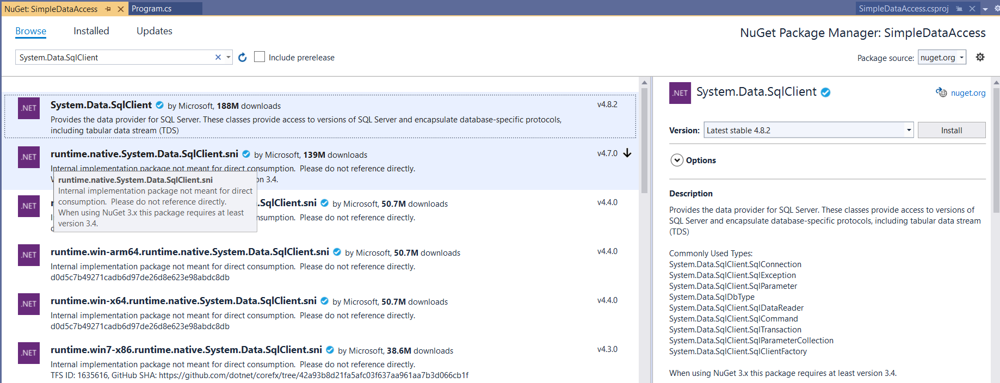 NuGet: SimpleDataAccess
Program.cs
SimpleDataAccess.csproj
Browse
Installed
Updates
NuGet Package Manager: SimpleDataAccess
System.Data.SqlClient
Include prerelease
Package source: nuget.org
.NET
System.Data.SqlClient by Microsoft, 188M downloads
v4.8.2
Provides the data provider for SQL Server. These classes provide access to versions of SQL Server and encapsulate database-specific protocols,
including tabular data stream (TDS)
.NET
runtime.native.System.Data.SqlClient.sni by Microsoft, 139M downloads
v4.7.0
Internal implementation package not meant for direct consumption.  Please do not reference directly.
n 3.4.
runtime.native.System.Data.SqlClient.sni
Internal implementation package not meant for direct
consumption.  Please do not reference directly.
When using NuGet 3.x this package requires at least
version 3.4.
.NET
.SqlClient.sni by Microsoft, 50.7M downloads
v4.4.0
nsumption.  Please do not reference directly.
.NET
runtime.win-arm64.runtime.native.System.Data.SqlClient.sni by Microsoft, 50.7M downloads
v4.4.0
Internal implementation package not meant for direct consumption.  Please do not reference directly.
d0d5c7b49271cadb6d97de26d8e623e98abdc8db
.NET
runtime.win-x64.runtime.native.System.Data.SqlClient.sni by Microsoft, 50.7M downloads
v4.4.0
Internal implementation package not meant for direct consumption.  Please do not reference directly.
d0d5c7b49271cadb6d97de26d8e623e98abdc8db
.NET
runtime.win7-x86.runtime.native.System.Data.SqlClient.sni by Microsoft, 38.6M downloads
v4.3.0
Internal implementation package not meant for direct consumption.  Please do not reference directly.
TFS ID: 1635616, GitHub SHA: https://github.com/dotnet/corefx/tree/42a93b8d21fa5afc03f637aa961aa7b3d066cb1f
.NET
System.Data.SqlClient
nuget.org
Version: Latest stable 4.8.2
Install
Options
Description
Provides the data provider for SQL Server. These classes provide access to versions of
SQL Server and encapsulate database-specific protocols, including tabular data stream
(TDS)
Commonly Used Types:
System.Data.SqlClient.SqlConnection
System.Data.SqlClient.SqlException
System.Data.SqlClient.SqlParameter
System.Data.SqlDbType
System.Data.SqlClient.SqlDataReader
System.Data.SqlClient.SqlCommand
System.Data.SqlClient.SqlTransaction
System.Data.SqlClient.SqlParameterCollection
System.Data.SqlClient.SqlClientFactory
When using NuGet 3.x this package requires at least version 3.4.